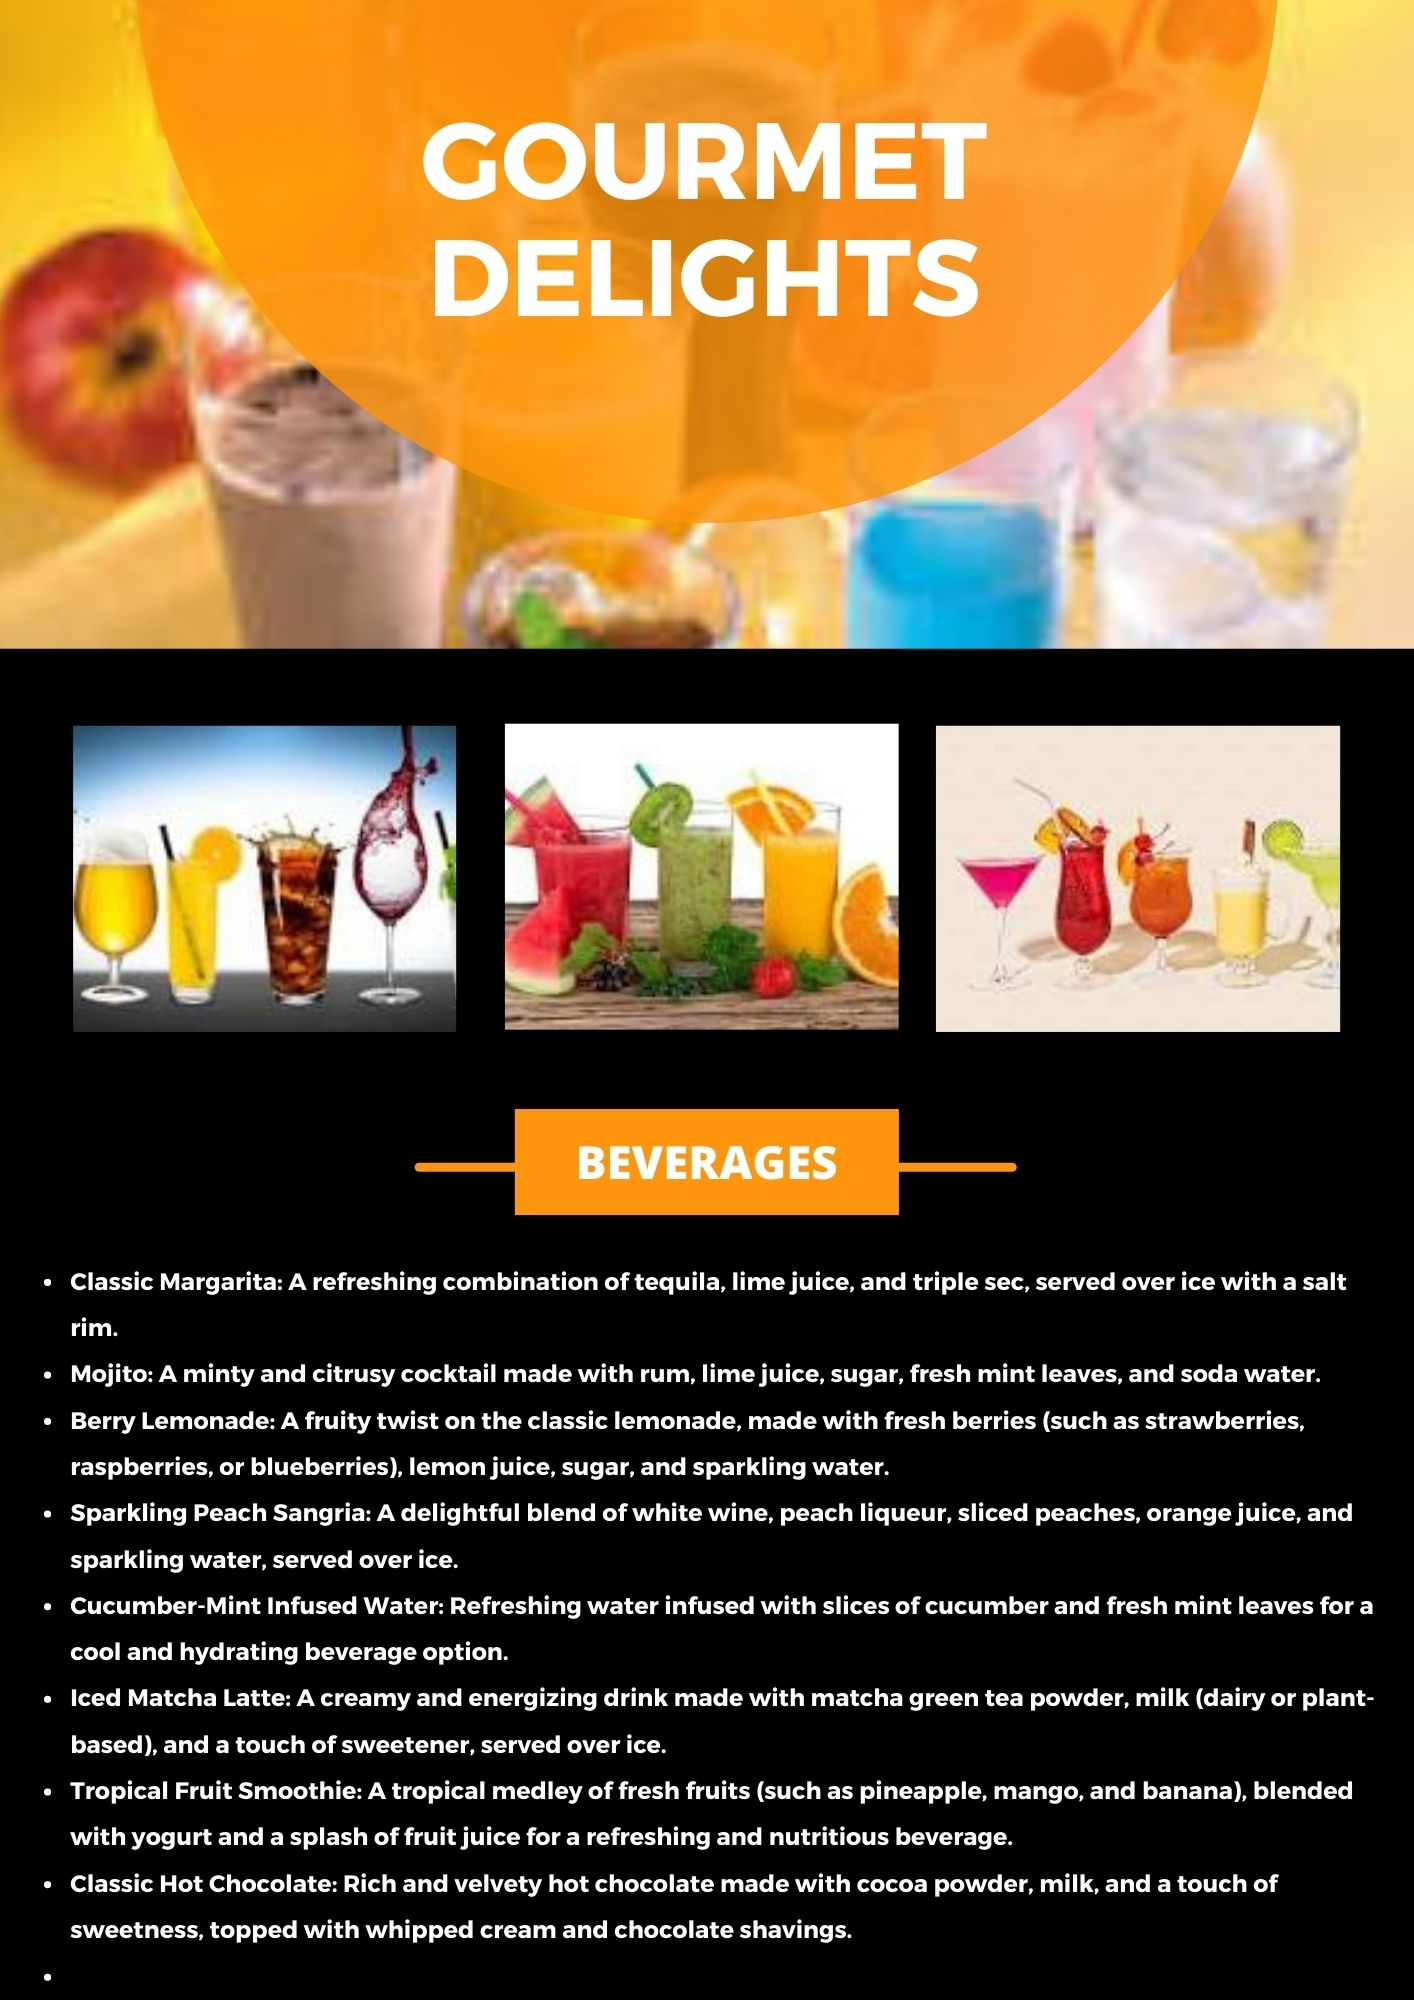 GOURMET
DELIGHTS
BEVERAGES
• Classic Margarita: A refreshing combination of tequila, lime juice, and triple sec, served over ice with a salt
rim.
• Mojito: A minty and citrusy cocktail made with rum, lime juice, sugar, fresh mint leaves, and soda water.
• Berry Lemonade: A fruity twist on the classic lemonade, made with fresh berries (such as strawberries,
raspberries, or blueberries), lemon juice, sugar, and sparkling water.
• Sparkling Peach Sangria: A delightful blend of white wine, peach liqueur, sliced peaches, orange juice, and
sparkling water, served over ice.
• Cucumber-Mint Infused Water: Refreshing water infused with slices of cucumber and fresh mint leaves for a
cool and hydrating beverage option.
• Iced Matcha Latte: A creamy and energizing drink made with matcha green tea powder, milk (dairy or plant-
based), and a touch of sweetener, served over ice.
• Tropical Fruit Smoothie: A tropical medley of fresh fruits (such as pineapple, mango, and banana), blended
with yogurt and a splash of fruit juice for a refreshing and nutritious beverage.
• Classic Hot Chocolate: Rich and velvety hot chocolate made with cocoa powder, milk, and a touch of
sweetness, topped with whipped cream and chocolate shavings.
•